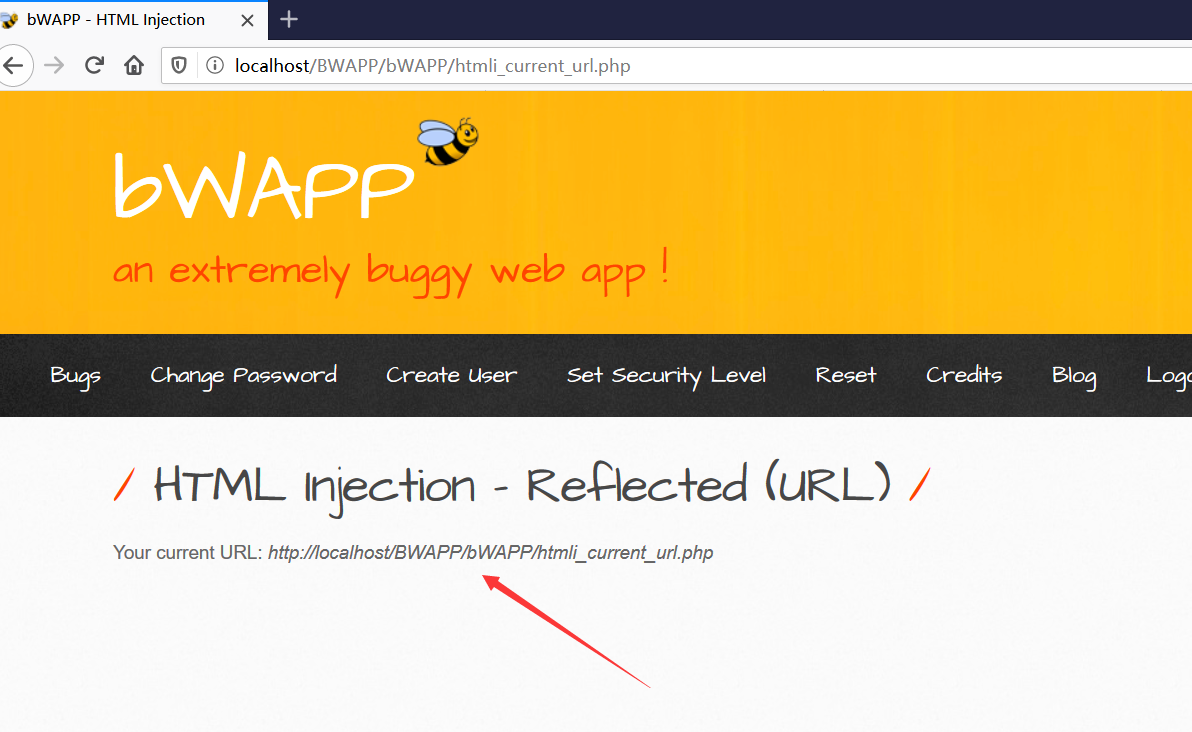 bWAPP - HTML Injection
localhost/BWAPP/bWAPP/htmli_current_url.php
bWAPP
an extremely buggy web app !
Bugs Change Password Create User Set Security Level Reset Credits Blog
/ HTML Injection - Reflected (URL) /
Your current URL: http://localhost/BWAPP/bWAPP/htmli_current_url.php